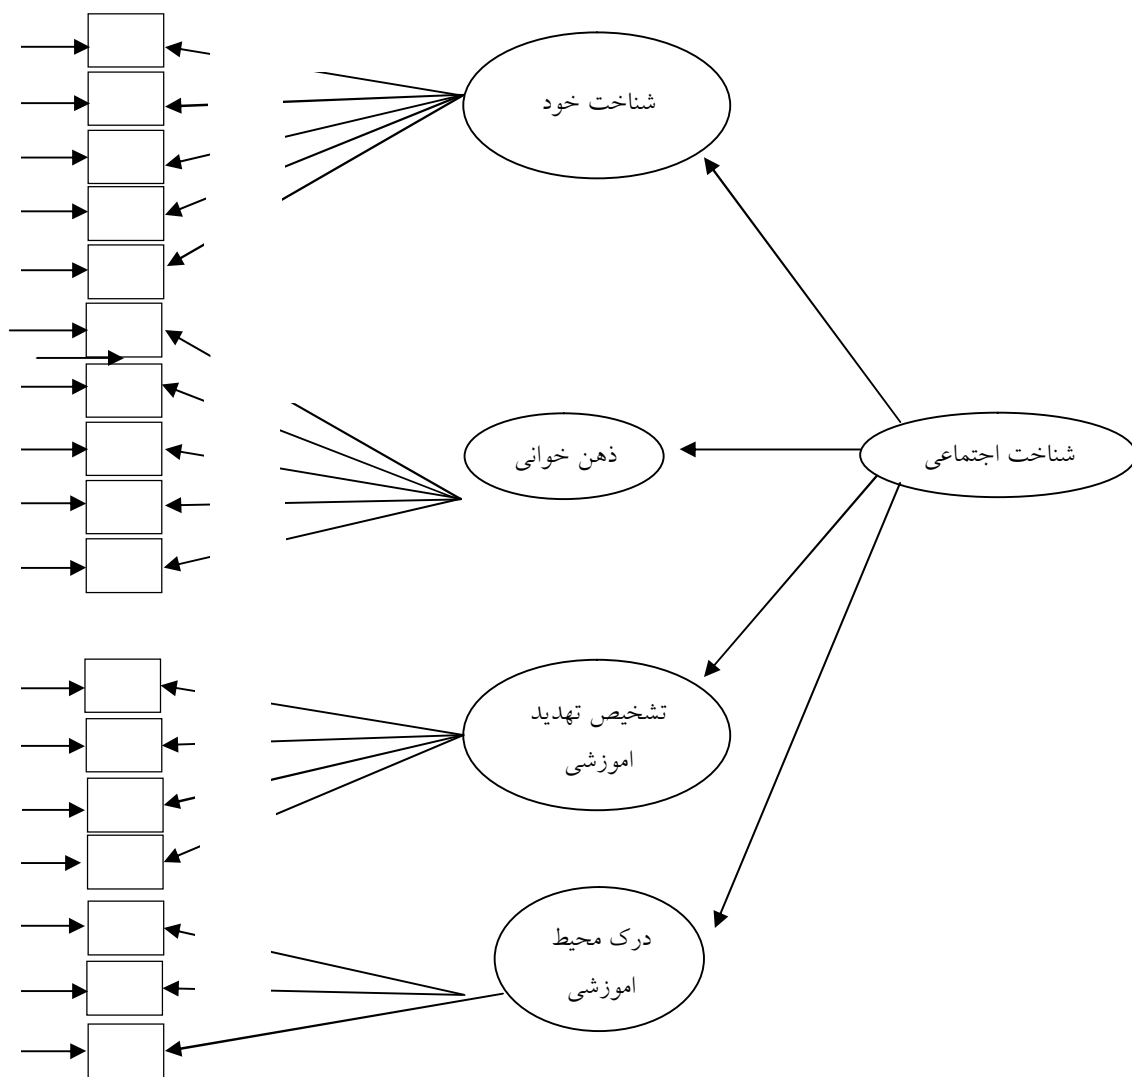 شناخت خود
ذهن خوانی
شناخت اجتماعی
تشخیص تهدید
اموزشی
درک محیط
اموزشی